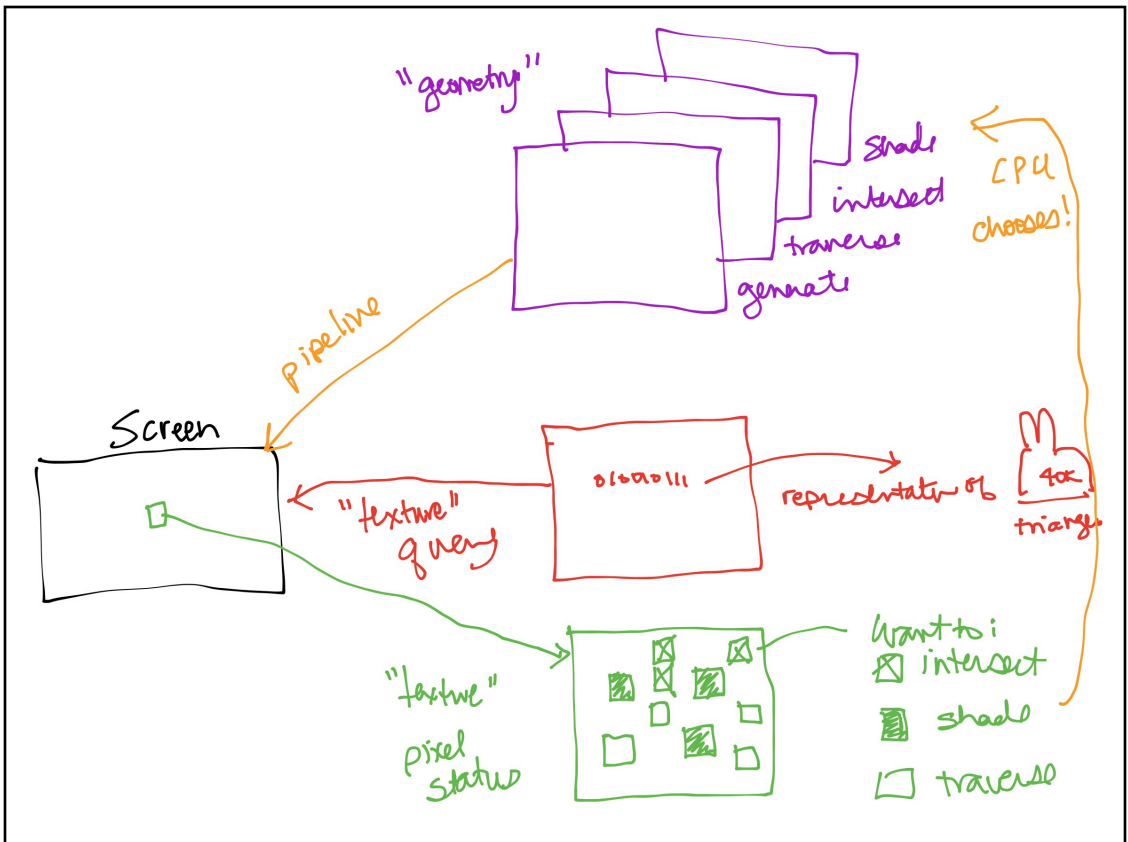 "geometry"
shade
intersect
traverse
generate
CPU
chooses!
pipeline
Screen
"texture"
query
representation of
40K
triangles
"texture"
pixel
status
Want to:
intersect
shade
traverse